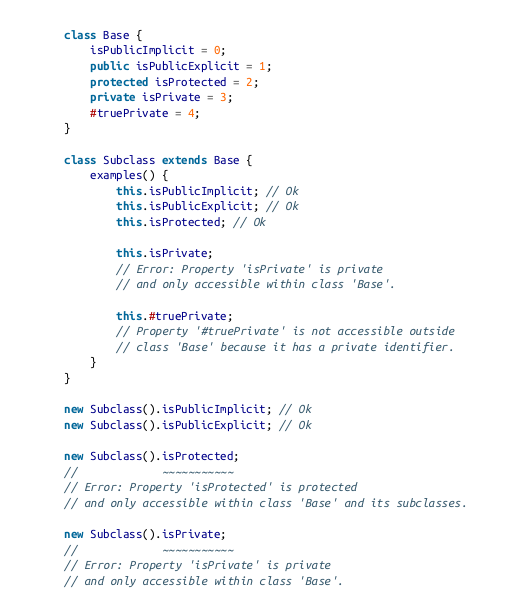 class Base {
    isPublicImplicit = 0;
    public isPublicExplicit = 1;
    protected isProtected = 2;
    private isPrivate = 3;
    #truePrivate = 4;
}

class Subclass extends Base {
    examples() {
        this.isPublicImplicit; // Ok
        this.isPublicExplicit; // Ok
        this.isProtected; // Ok

        this.isPrivate;
        // Error: Property 'isPrivate' is private
        // and only accessible within class 'Base'.

        this.#truePrivate;
        // Property '#truePrivate' is not accessible outside
        // class 'Base' because it has a private identifier.
    }
}

new Subclass().isPublicImplicit; // Ok
new Subclass().isPublicExplicit; // Ok

new Subclass().isProtected;
//             ~~~~~~~~~~~
// Error: Property 'isProtected' is protected
// and only accessible within class 'Base' and its subclasses.

new Subclass().isPrivate;
//             ~~~~~~~~~~~
// Error: Property 'isPrivate' is private
// and only accessible within class 'Base'.